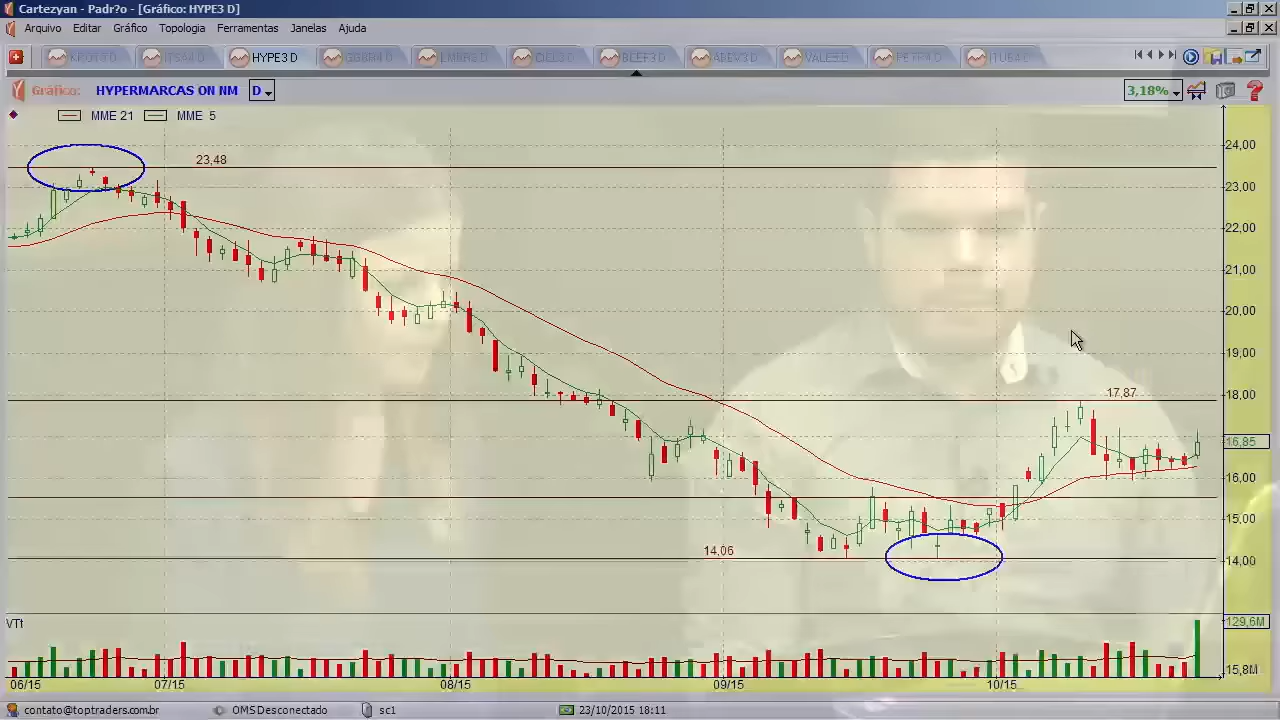 Cartezyan - Padr?o - [Gráfico: HYPE3 D]
Arquivo Editar Gráfico Topologia Ferramentas Janelas Ajuda
HYPE3 D
Gráfico: HYPERMARCAS ON NM D 3,18%
MME 21 MME 5
24,00
23,48
23,00
22,00
21,00
20,00
19,00
18,00
17,87
16,85
16,00
15,00
14,06
14,00
VTt
129,6M
15,8M
06/15 07/15 08/15 09/15 10/15
contato@toptraders.com.br OMS Desconectado sc1 23/10/2015 18:11